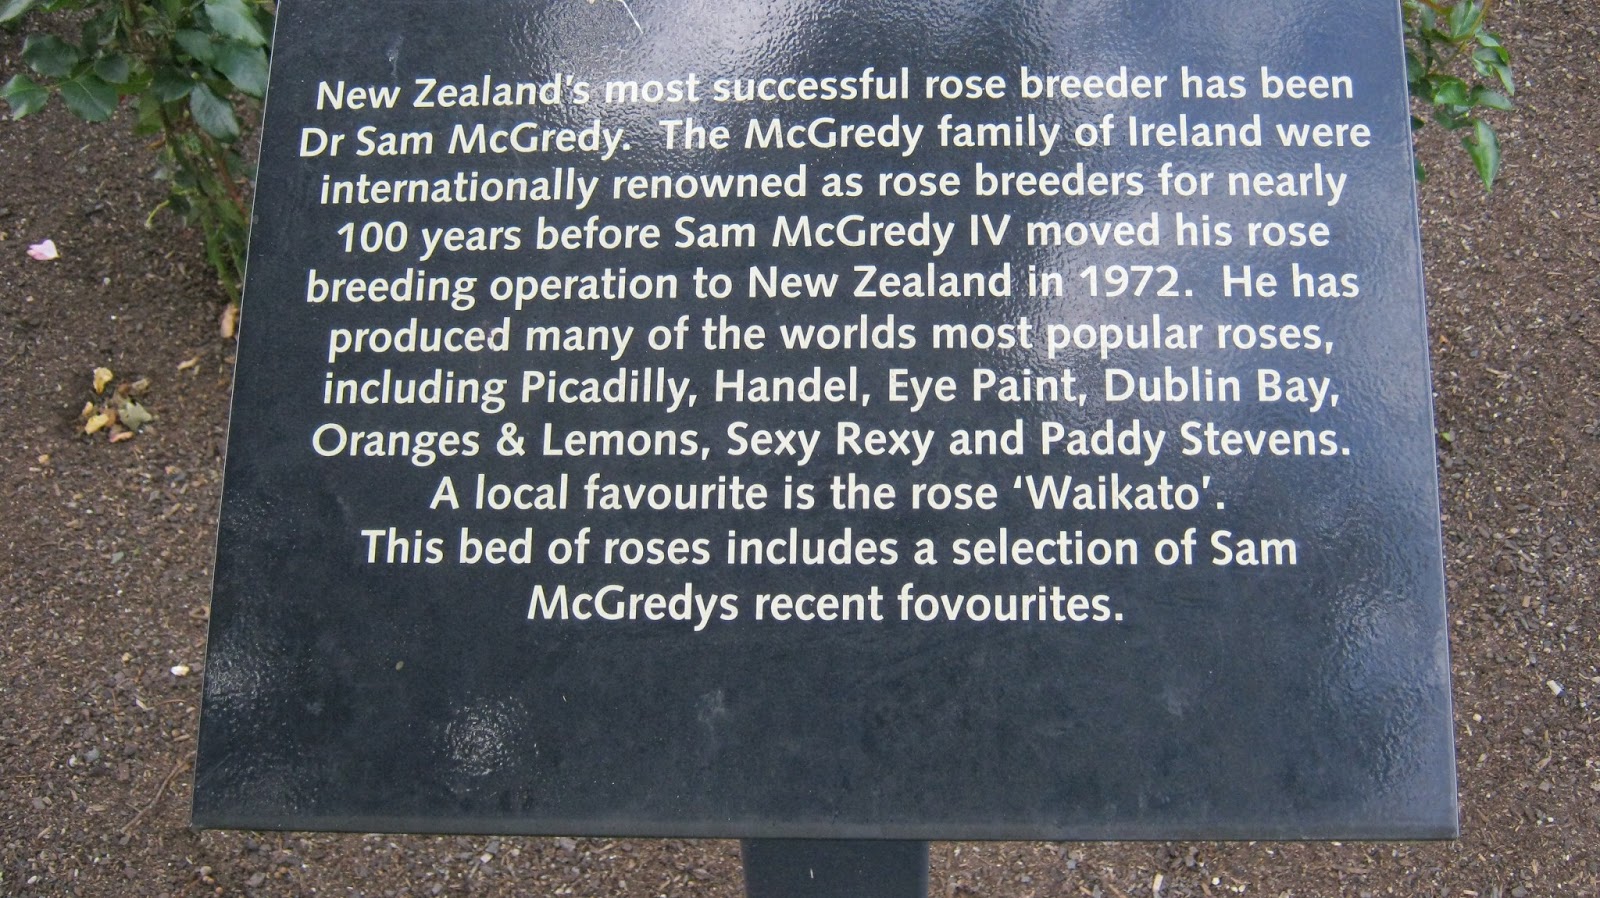 New Zealand's most successful rose breeder has been
Dr Sam McGredy. The McGredy family of Ireland were
internationally renowned as rose breeders for nearly
100 years before Sam McGredy IV moved his rose
breeding operation to New Zealand in 1972. He has
produced many of the worlds most popular roses,
including Picadilly, Handel, Eye Paint, Dublin Bay,
Oranges & Lemons, Sexy Rexy and Paddy Stevens.
A local favourite is the rose ‘Waikato’.
This bed of roses includes a selection of Sam
McGredys recent fovourites.